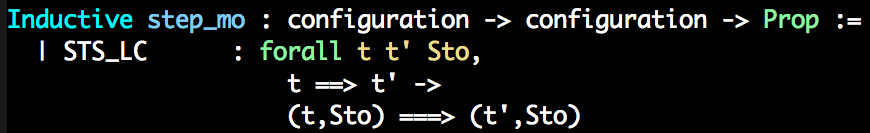 Inductive step_mo : configuration -> configuration -> Prop :=
| STS_LC : forall t t' Sto,
t ==> t' ->
(t,Sto) ===> (t',Sto)